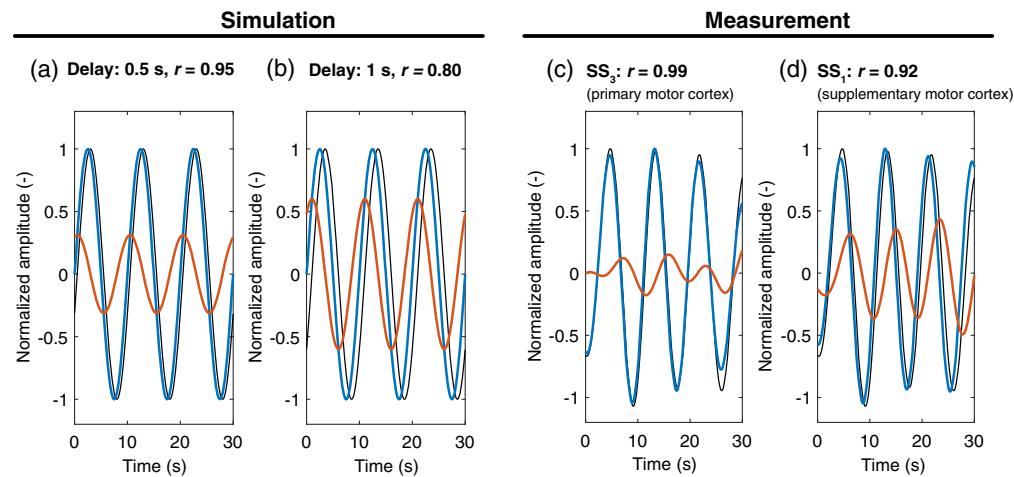 Simulation
Measurement
(a) Delay: 0.5 s, r = 0.95
(b) Delay: 1 s, r = 0.80
(c) SS3: r = 0.99
(primary motor cortex)
(d) SS1: r = 0.92
(supplementary motor cortex)
Normalized amplitude (-)
1
0.5
0
-0.5
-1
0
10
20
30
Time (s)
Normalized amplitude (-)
1
0.5
0
-0.5
-1
0
10
20
30
Time (s)
Normalized amplitude (-)
1
0.5
0
-0.5
-1
0
10
20
30
Time (s)
Normalized amplitude (-)
1
0.5
0
-0.5
-1
0
10
20
30
Time (s)